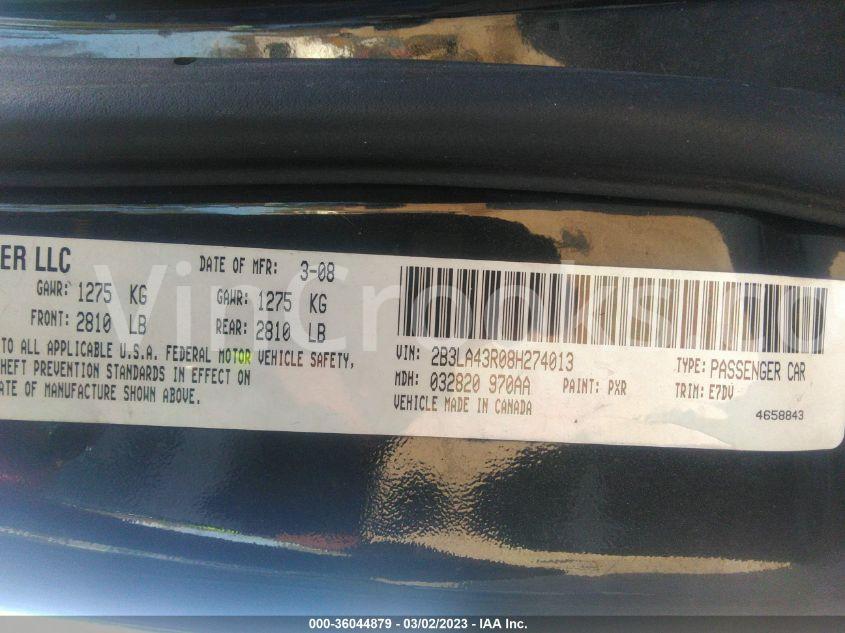 ER LLC
DATE OF MFR: 3-08
GAWR: 1275 KG
GAWR: 1275 KG
FRONT: 2810 LB
REAR: 2810 LB
TO ALL APPLICABLE U.S.A. FEDERAL MOTOR VEHICLE SAFETY,
HEFT PREVENTION STANDARDS IN EFFECT ON
ATE OF MANUFACTURE SHOWN ABOVE.
VIN: 2B3LA43R08H274013
TYPE: PASSENGER CAR
MDH: 032820 970AA
PAINT: PXR
TRIM: E7DV
VEHICLE MADE IN CANADA
4658843
VinCrooks.co
000-36044879 - 03/02/2023 - IAA Inc.